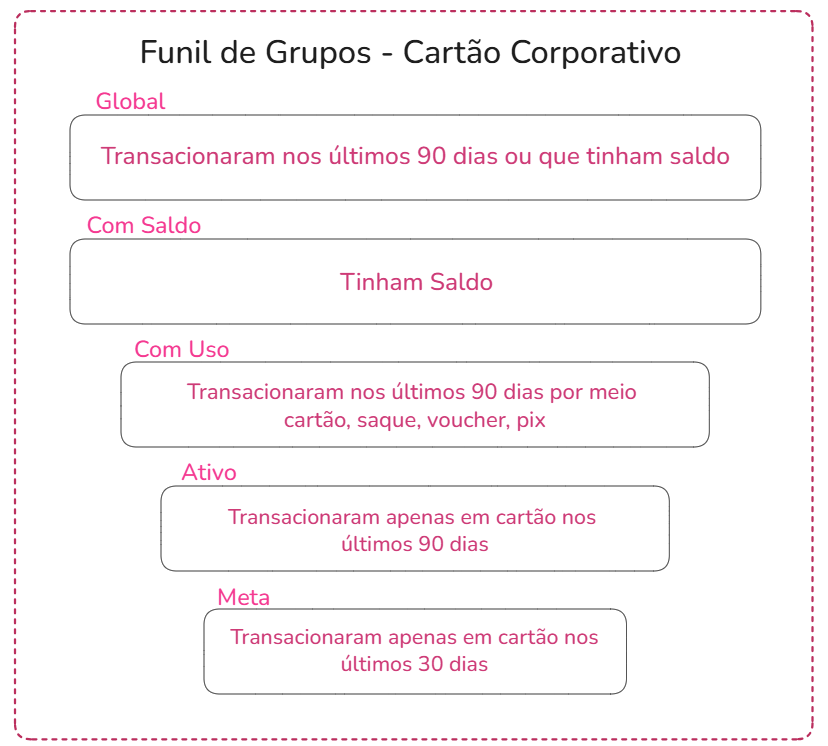 Funil de Grupos - Cartão Corporativo
Global
Transacionaram nos últimos 90 dias ou que tinham saldo
Com Saldo
Tinham Saldo
Com Uso
Transacionaram nos últimos 90 dias por meio
cartão, saque, voucher, pix
Ativo
Transacionaram apenas em cartão nos
últimos 90 dias
Meta
Transacionaram apenas em cartão nos
últimos 30 dias